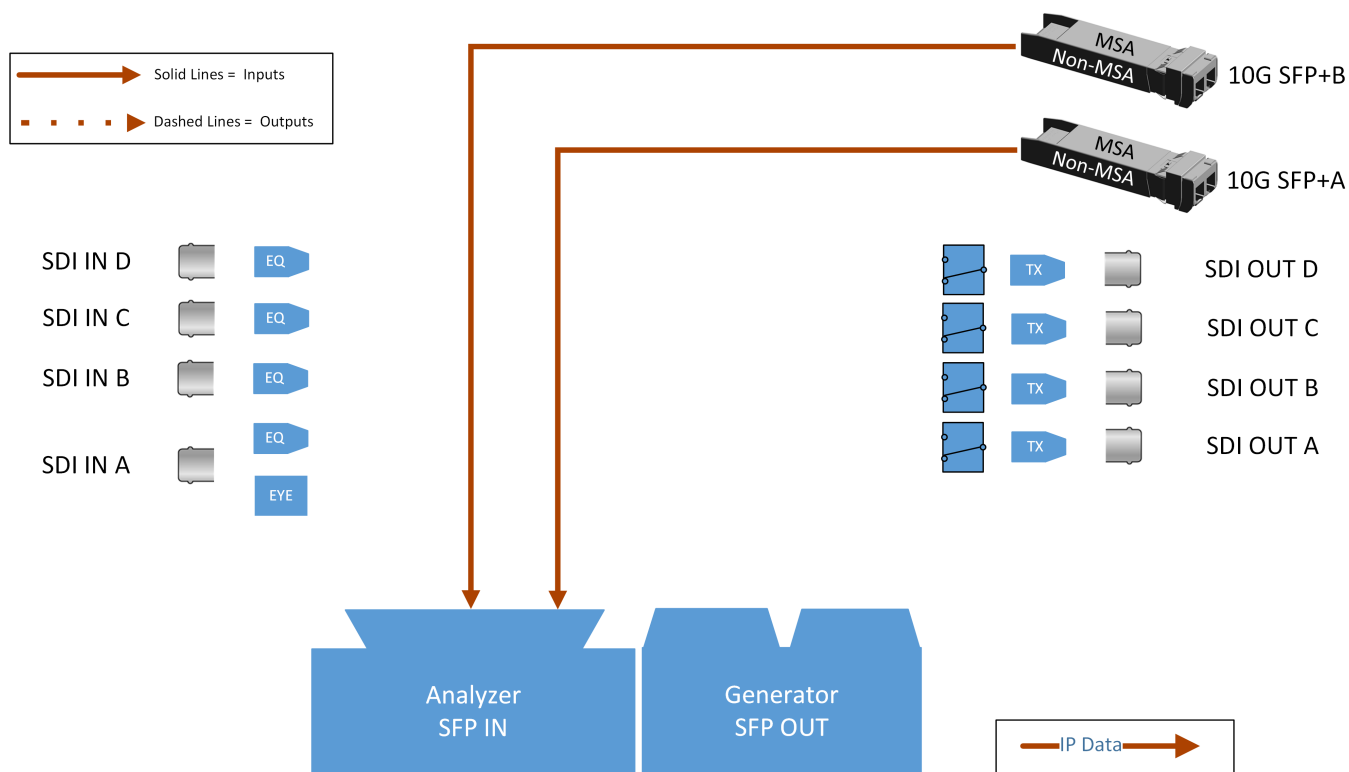 MSA
Non-MSA
10G SFP+B
Solid Lines =  Inputs
Dashed Lines =  Outputs
MSA
Non-MSA
10G SFP+A
SDI IN D
EQ
TX
SDI OUT D
SDI IN C
EQ
TX
SDI OUT C
SDI IN B
EQ
TX
SDI OUT B
EQ
SDI IN A
EYE
TX
SDI OUT A
Analyzer
SFP IN
Generator
SFP OUT
IP Data